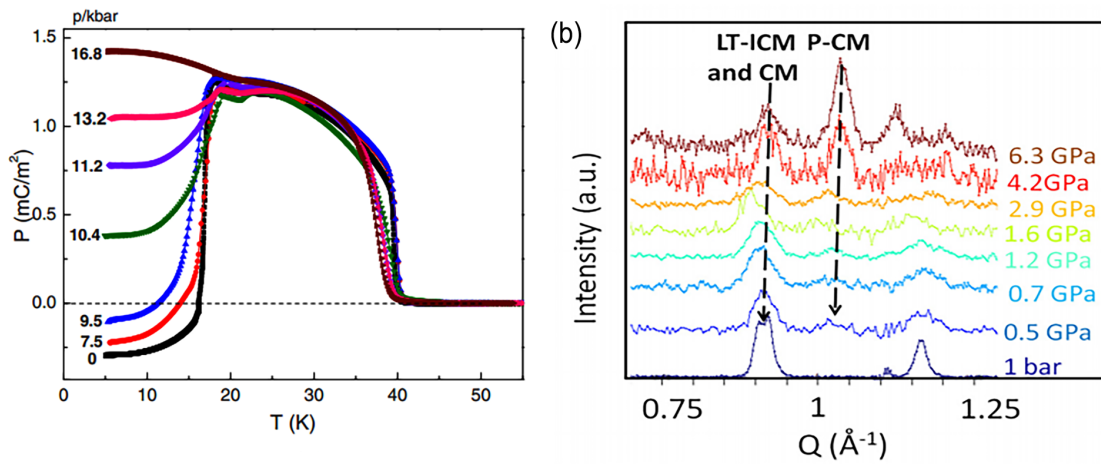 p/kbar
1.5
1.0
0.5
0.0
P (mC/m²)
16.8
13.2
11.2
10.4
9.5
7.5
0
0 10 20 30 40 50
T (K)
(b)
LT-ICM P-CM
and CM
6.3 GPa
4.2GPa
2.9 GPa
1.6 GPa
1.2 GPa
0.7 GPa
0.5 GPa
1 bar
Intensity (a.u.)
0.75 1 1.25
Q (Å⁻¹)